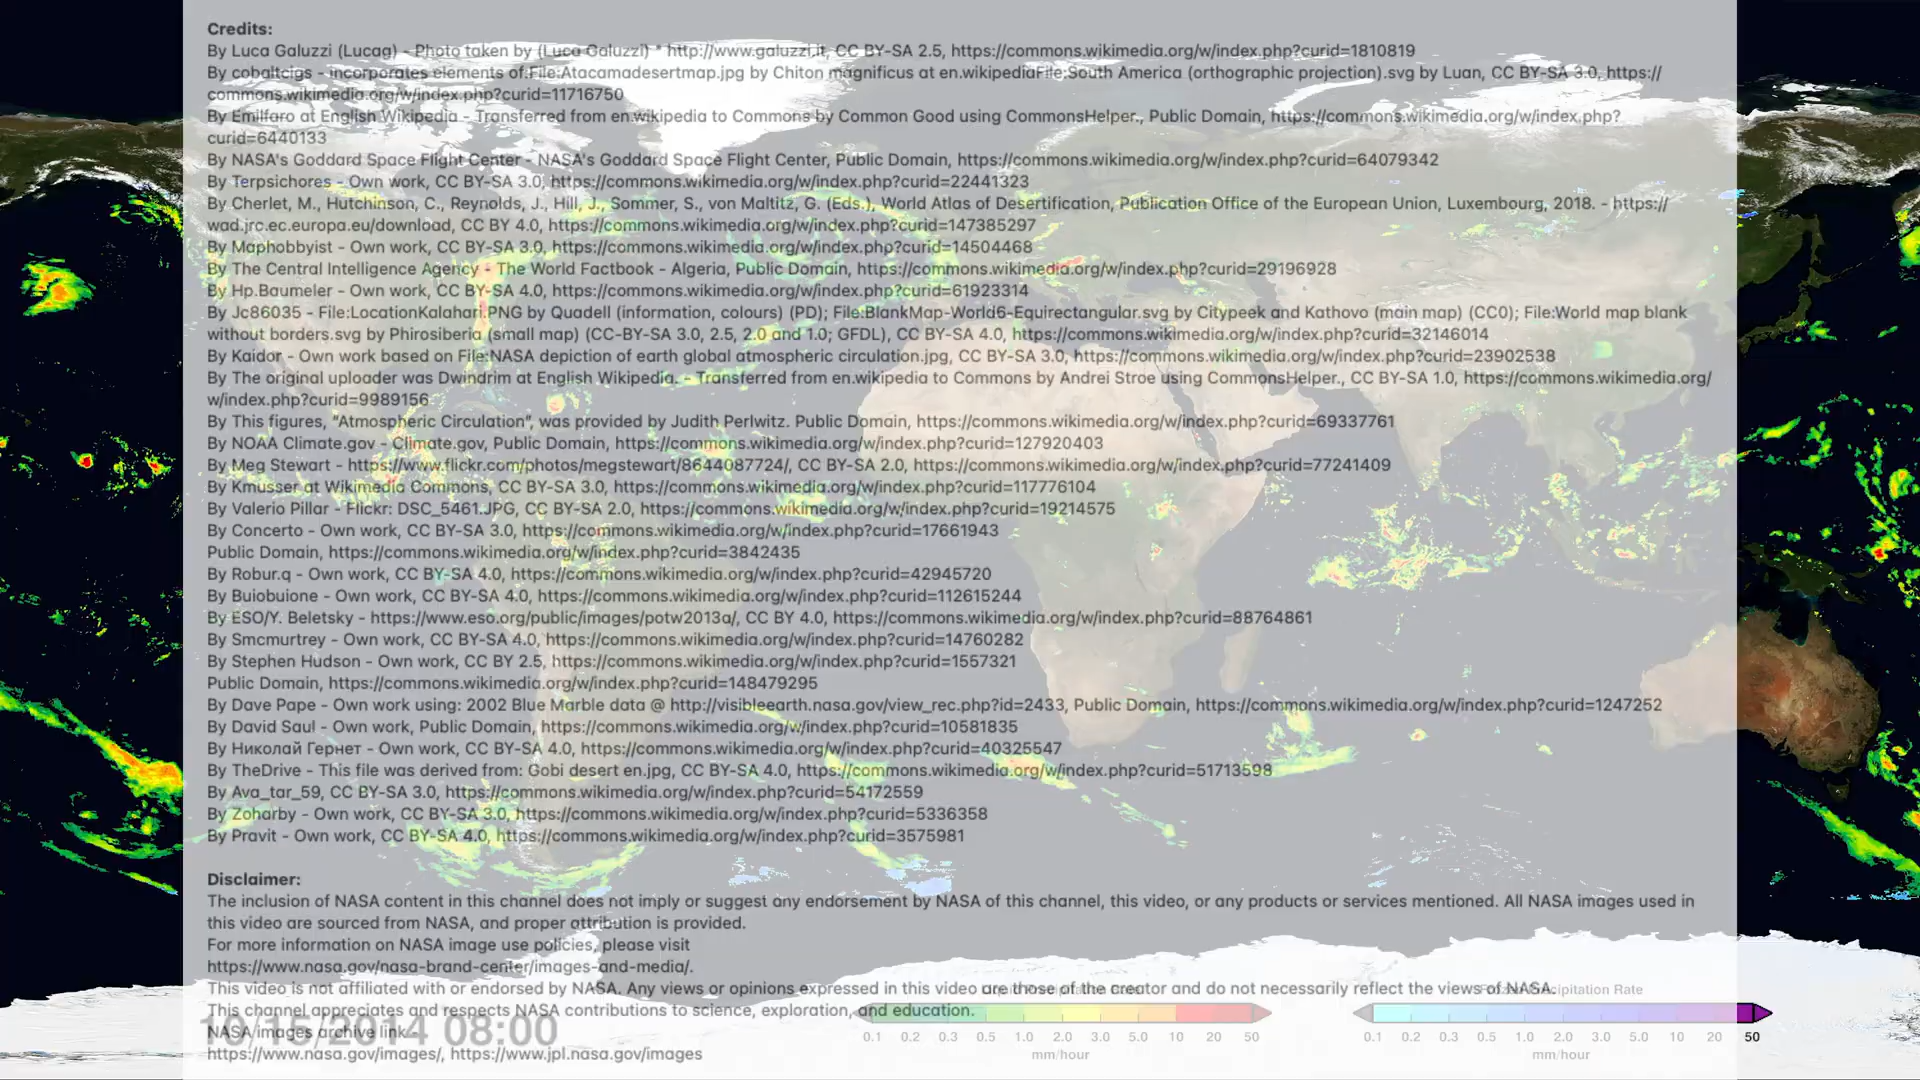 Credits:
By Luca Galuzzi (Lucag) - Photo taken by (Luca Galuzzi) * http://www.galuzzi.it, CC BY-SA 2.5, https://commons.wikimedia.org/w/index.php?curid=1810819
By cobaltcigs - incorporates elements of:File:Atacamadesertmap.jpg by Chiton magnificus at en.wikipediaFile:South America (orthographic projection).svg by Luan, CC BY-SA 3.0, https://
commons.wikimedia.org/w/index.php?curid=11716750
By Emilfaro at English Wikipedia - Transferred from en.wikipedia to Commons by Common Good using CommonsHelper., Public Domain, https://commons.wikimedia.org/w/index.php?
curid=6440133
By NASA's Goddard Space Flight Center - NASA's Goddard Space Flight Center, Public Domain, https://commons.wikimedia.org/w/index.php?curid=64079342
By Terpsichores - Own work, CC BY-SA 3.0, https://commons.wikimedia.org/w/index.php?curid=22441323
By Cherlet, M., Hutchinson, C., Reynolds, J., Hill, J., Sommer, S., von Maltitz, G. (Eds.), World Atlas of Desertification, Publication Office of the European Union, Luxembourg, 2018. - https://
wad.jrc.ec.europa.eu/download, CC BY 4.0, https://commons.wikimedia.org/w/index.php?curid=147385297
By Maphobbyist - Own work, CC BY-SA 3.0, https://commons.wikimedia.org/w/index.php?curid=14504468
By The Central Intelligence Agency - The World Factbook - Algeria, Public Domain, https://commons.wikimedia.org/w/index.php?curid=29196928
By Hp.Baumeler - Own work, CC BY-SA 4.0, https://commons.wikimedia.org/w/index.php?curid=61923314
By Jc86035 - File:LocationKalahari.PNG by Quadell (information, colours) (PD); File:BlankMap-World6-Equirectangular.svg by Citypeek and Kathovo (main map) (CC0); File:World map blank
without borders.svg by Phirosiberia (small map) (CC-BY-SA 3.0, 2.5, 2.0 and 1.0; GFDL), CC BY-SA 4.0, https://commons.wikimedia.org/w/index.php?curid=32146014
By Kaidor - Own work based on File:NASA depiction of earth global atmospheric circulation.jpg, CC BY-SA 3.0, https://commons.wikimedia.org/w/index.php?curid=23902538
By The original uploader was Dwindrim at English Wikipedia. - Transferred from en.wikipedia to Commons by Andrei Stroe using CommonsHelper., CC BY-SA 1.0, https://commons.wikimedia.org/
w/index.php?curid=9989156
By This figures, "Atmospheric Circulation", was provided by Judith Perlwitz. Public Domain, https://commons.wikimedia.org/w/index.php?curid=69337761
By NOAA Climate.gov - Climate.gov, Public Domain, https://commons.wikimedia.org/w/index.php?curid=127920403
By Meg Stewart - https://www.flickr.com/photos/megstewart/8644087724/, CC BY-SA 2.0, https://commons.wikimedia.org/w/index.php?curid=77241409
By Kmusser at Wikimedia Commons, CC BY-SA 3.0, https://commons.wikimedia.org/w/index.php?curid=117776104
By Valerio Pillar - Flickr: DSC_5461.JPG, CC BY-SA 2.0, https://commons.wikimedia.org/w/index.php?curid=19214575
By Concerto - Own work, CC BY-SA 3.0, https://commons.wikimedia.org/w/index.php?curid=17661943
Public Domain, https://commons.wikimedia.org/w/index.php?curid=3842435
By Robur.q - Own work, CC BY-SA 4.0, https://commons.wikimedia.org/w/index.php?curid=42945720
By Buiobuione - Own work, CC BY-SA 4.0, https://commons.wikimedia.org/w/index.php?curid=112615244
By ESO/Y. Beletsky - https://www.eso.org/public/images/potw2013a/, CC BY 4.0, https://commons.wikimedia.org/w/index.php?curid=88764861
By Smcmurtrey - Own work, CC BY-SA 4.0, https://commons.wikimedia.org/w/index.php?curid=14760282
By Stephen Hudson - Own work, CC BY 2.5, https://commons.wikimedia.org/w/index.php?curid=1557321
Public Domain, https://commons.wikimedia.org/w/index.php?curid=148479295
By Dave Pape - Own work using: 2002 Blue Marble data @ http://visibleearth.nasa.gov/view_rec.php?id=2433, Public Domain, https://commons.wikimedia.org/w/index.php?curid=1247252
By David Saul - Own work, Public Domain, https://commons.wikimedia.org/w/index.php?curid=10581835
By Николай Гернет - Own work, CC BY-SA 4.0, https://commons.wikimedia.org/w/index.php?curid=40325547
By TheDrive - This file was derived from: Gobi desert en.jpg, CC BY-SA 4.0, https://commons.wikimedia.org/w/index.php?curid=51713598
By Ava_tar_59, CC BY-SA 3.0, https://commons.wikimedia.org/w/index.php?curid=54172559
By Zoharby - Own work, CC BY-SA 3.0, https://commons.wikimedia.org/w/index.php?curid=5336358
By Pravit - Own work, CC BY-SA 4.0, https://commons.wikimedia.org/w/index.php?curid=3575981
Disclaimer:
The inclusion of NASA content in this channel does not imply or suggest any endorsement by NASA of this channel, this video, or any products or services mentioned. All NASA images used in
this video are sourced from NASA, and proper attribution is provided.
For more information on NASA image use policies, please visit
https://www.nasa.gov/nasa-brand-center/images-and-media/.
This video is not affiliated with or endorsed by NASA. Any views or opinions expressed in this video are those of the creator and do not necessarily reflect the views of NASA.
This channel appreciates and respects NASA contributions to science, exploration, and education.
NASA images archive link
https://www.nasa.gov/images/, https://www.jpl.nasa.gov/images
10/15/2014 08:00
Precipitation Rate
0.1 0.2 0.3 0.5 1.0 2.0 3.0 5.0 10 20 50
mm/hour
0.1 0.2 0.3 0.5 1.0 2.0 3.0 5.0 10 20 50
mm/hour